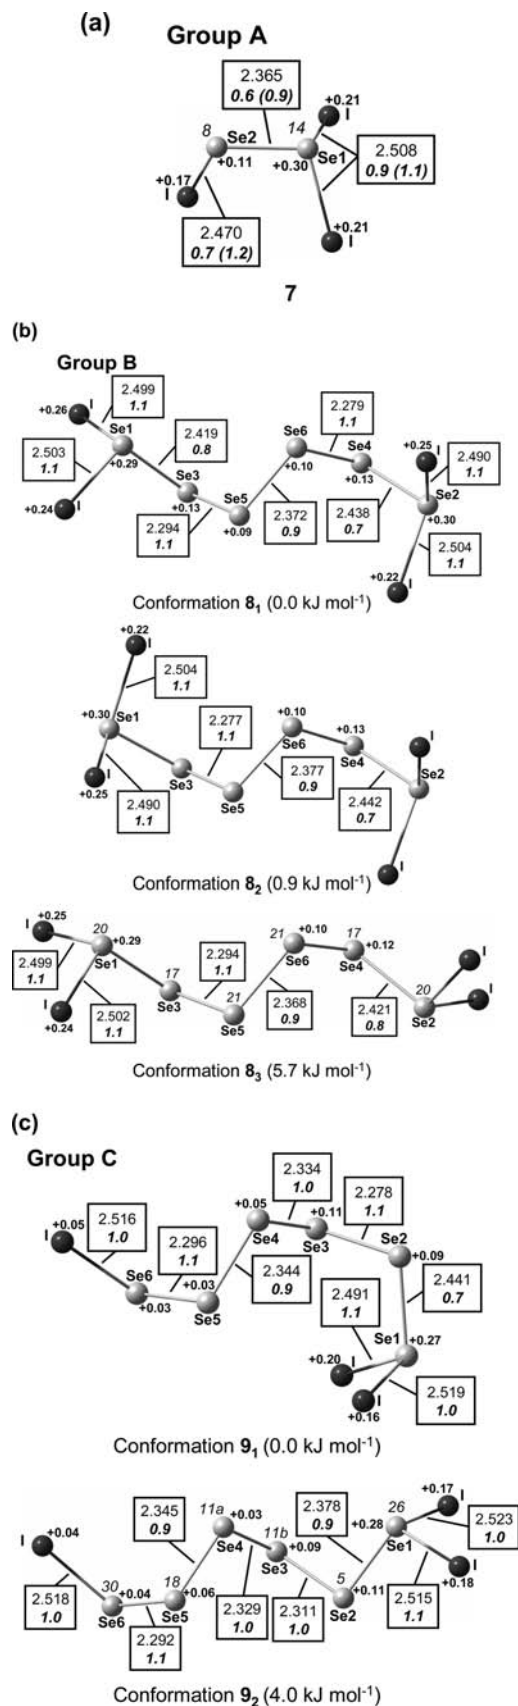 (a)
Group A
2.365
0.6 (0.9)
+0.21
I
8
Se2
+0.11
14
Se1
+0.30
2.508
0.9 (1.1)
+0.17
I
2.470
0.7 (1.2)
+0.21
I
7
(b)
Group B
2.499
1.1
I
+0.26
Se1
+0.29
2.419
0.8
2.503
1.1
+0.24
I
Se3
+0.13
2.294
1.1
Se5
+0.09
Se6
+0.10
2.279
1.1
Se4
+0.13
2.372
0.9
2.438
0.7
+0.25
I
2.490
1.1
Se2
+0.30
2.504
1.1
+0.22
I
Conformation 8₁ (0.0 kJ mol⁻¹)
+0.22
I
2.504
1.1
+0.30
Se1
2.277
1.1
I
+0.25
2.490
1.1
Se3
Se5
+0.10
Se6
+0.13
Se4
2.377
0.9
2.442
0.7
I
Se2
I
Conformation 8₂ (0.9 kJ mol⁻¹)
+0.25
I
20
+0.29
Se1
2.499
1.1
I
+0.24
2.502
1.1
17
Se3
2.294
1.1
21
Se5
21
+0.10
Se6
17
+0.12
Se4
2.368
0.9
2.421
0.8
20
Se2
I
I
Conformation 8₃ (5.7 kJ mol⁻¹)
(c)
Group C
2.334
1.0
+0.05
I
2.516
1.0
2.296
1.1
Se6
+0.03
+0.03
Se5
+0.05
Se4
+0.11
Se3
2.278
1.1
Se2
+0.09
2.344
0.9
2.491
1.1
2.441
0.7
Se1
+0.27
+0.20
I
I
+0.16
2.519
1.0
Conformation 9₁ (0.0 kJ mol⁻¹)
+0.04
I
2.518
1.0
30
+0.04
Se6
2.292
1.1
18
+0.06
Se5
2.345
0.9
11a
+0.03
Se4
11b
+0.09
Se3
2.329
1.0
2.311
1.0
2.378
0.9
5
+0.11
Se2
26
+0.28
Se1
+0.17
I
2.523
1.0
I
+0.18
2.515
1.1
Conformation 9₂ (4.0 kJ mol⁻¹)